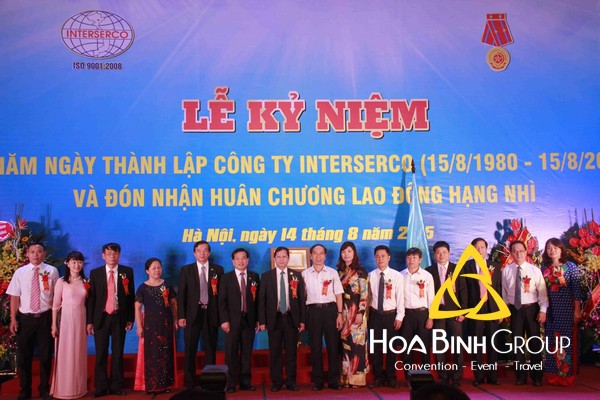 INTERSERCO
ISO 9001:2008
LỄ KỶ NIỆM
NĂM NGÀY THÀNH LẬP CÔNG TY INTERSERCO (15/8/1980 - 15/8/20
VÀ ĐÓN NHẬN HUÂN CHƯƠNG LAO ĐỘNG HẠNG NHÌ
Hà Nội, ngày 14 tháng 8 năm
HOA BINH GROUP
Convention - Event - Travel